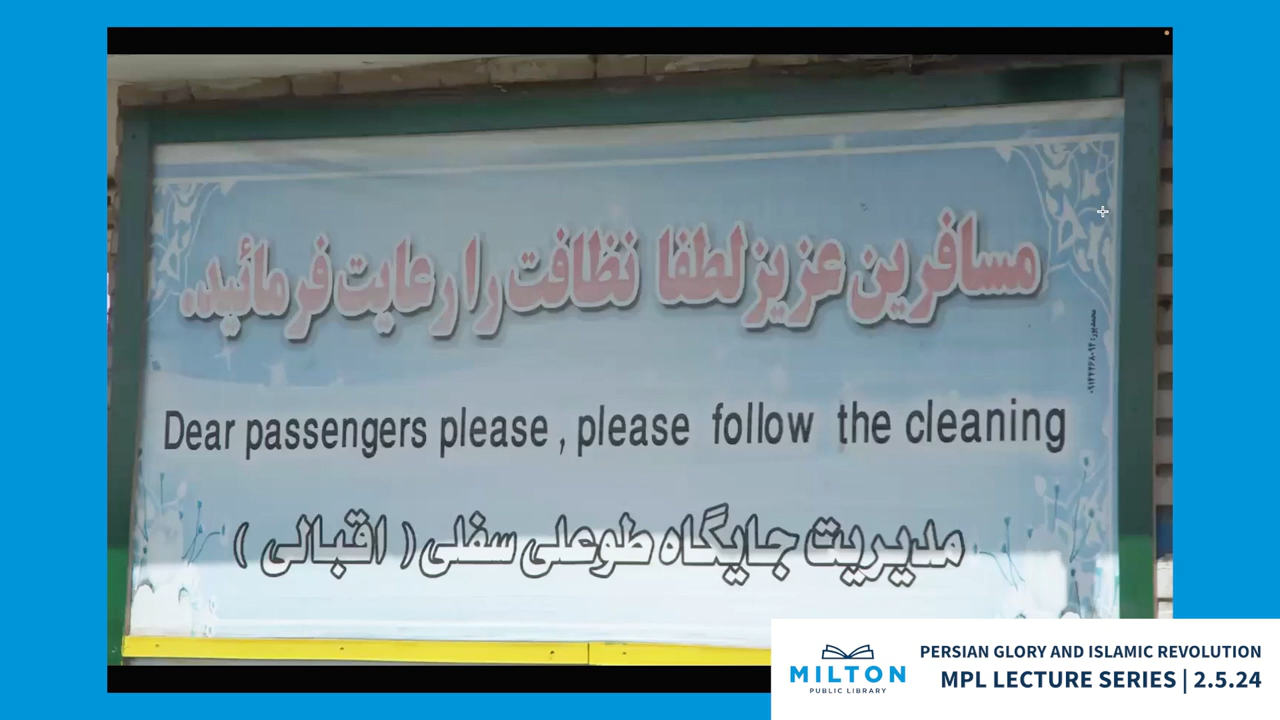 مسافرین عزیز لطفا نظافت را رعایت فرمائید..
Dear passengers please , please follow the cleaning
مدیریت جایگاه طوعلی سفلی ( اقبالی )
MILTON
PUBLIC LIBRARY
PERSIAN GLORY AND ISLAMIC REVOLUTION
MPL LECTURE SERIES | 2.5.24